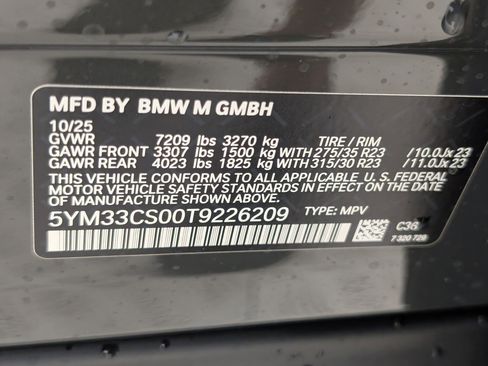 MFD BY BMW M GMBH
10/25
GVWR 7209 lbs 3270 kg TIRE / RIM
GAWR FRONT 3307 lbs 1500 kg WITH 275/35 R23 / 10.0Jx23
GAWR REAR 4023 lbs 1825 kg WITH 315/30 R23 / 11.0Jx23
THIS VEHICLE CONFORMS TO ALL APPLICABLE U. S. FEDERAL
MOTOR VEHICLE SAFETY STANDARDS IN EFFECT ON THE
DATE OF MANUFACTURE SHOWN ABOVE.
5YM33CS00T9226209 TYPE: MPV
C36
7 320 728